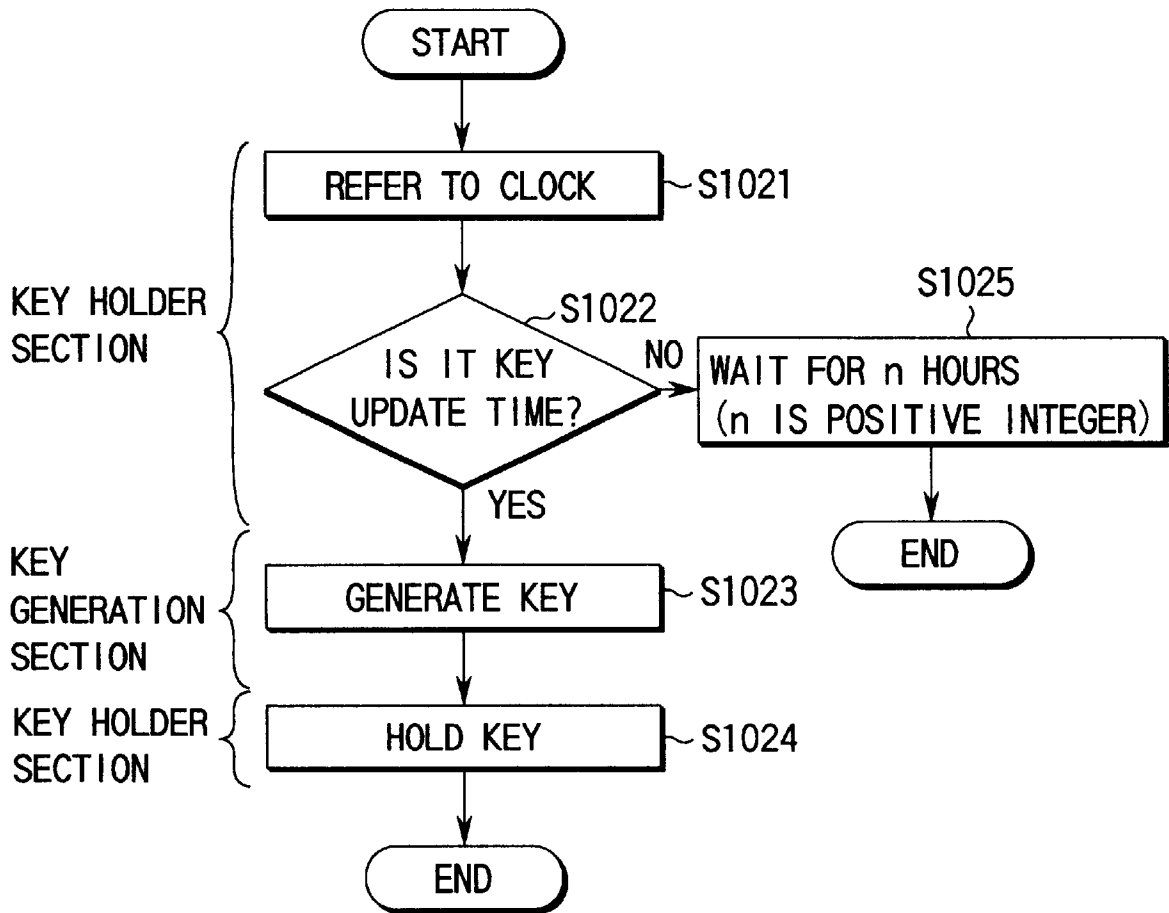 START
REFER TO CLOCK
S1021
KEY HOLDER
SECTION
S1022
IS IT KEY
UPDATE TIME?
NO
S1025
WAIT FOR n HOURS
(n IS POSITIVE INTEGER)
YES
END
KEY
GENERATION
SECTION
GENERATE KEY
S1023
KEY HOLDER
SECTION
HOLD KEY
S1024
END